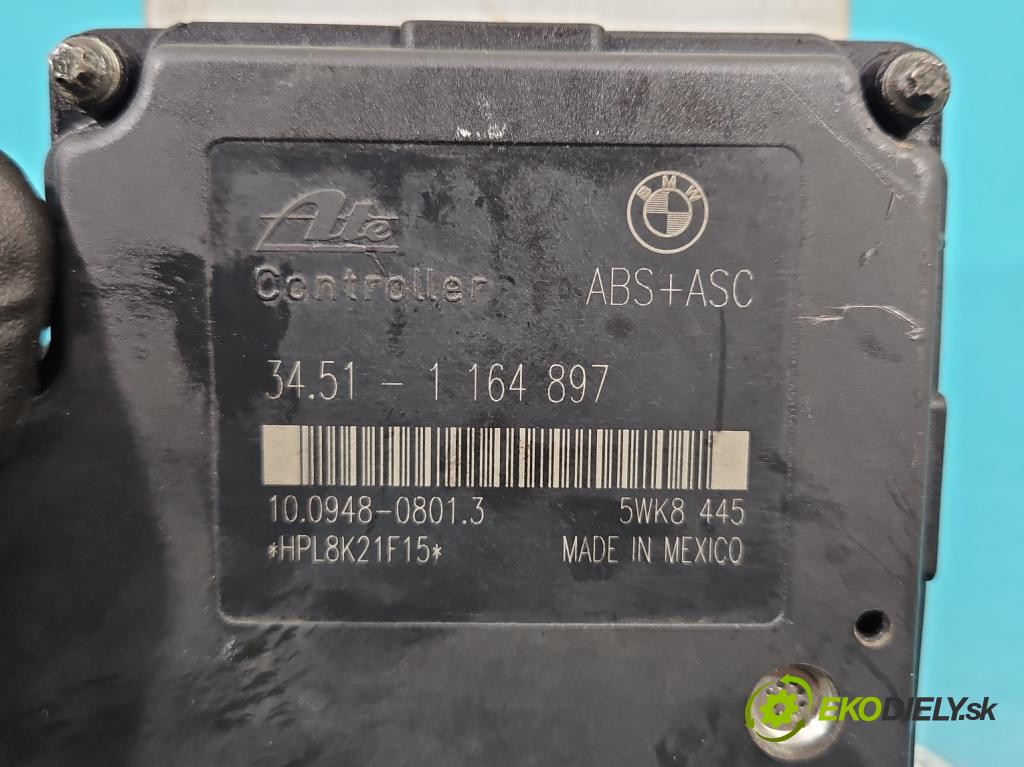 BMW
Ate
Controller
ABS+ASC
34.51 - 1 164 897
10.0948-0801.3
5WK8 445
*HPL8K21F15*
MADE IN MEXICO
EKODIELY.sk